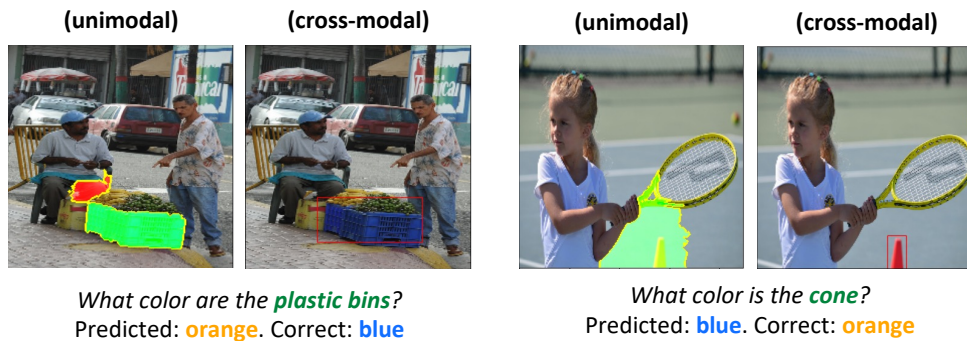 (unimodal)
(cross-modal)
What color are the plastic bins?
Predicted: orange. Correct: blue
(unimodal)
(cross-modal)
What color is the cone?
Predicted: blue. Correct: orange